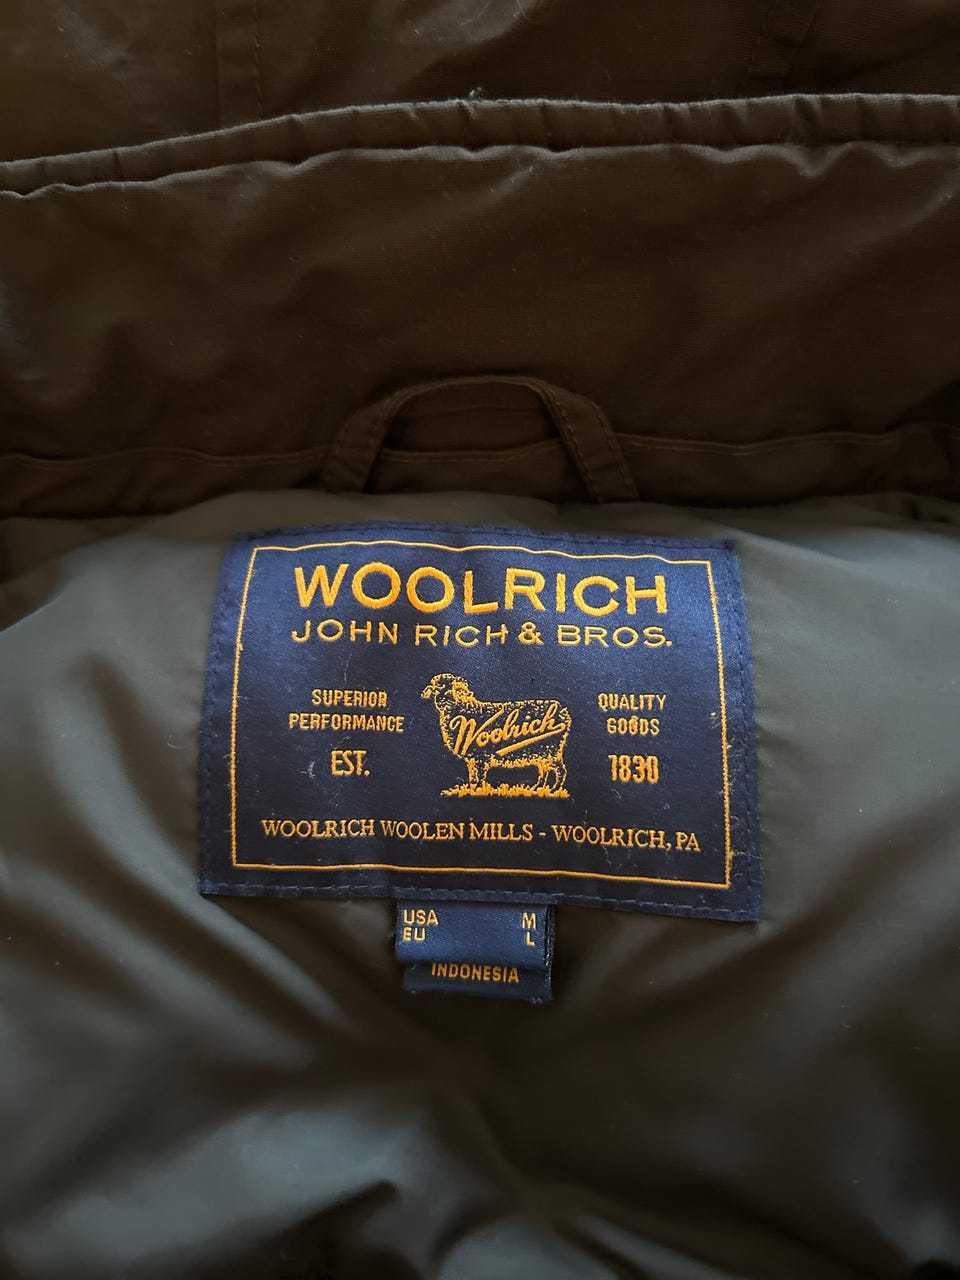 WOOLRICH
JOHN RICH & BROS.
SUPERIOR
PERFORMANCE
EST.
Woolrich
QUALITY
GOODS
1830
WOOLRICH WOOLEN MILLS - WOOLRICH, PA
USA M
EU L
INDONESIA